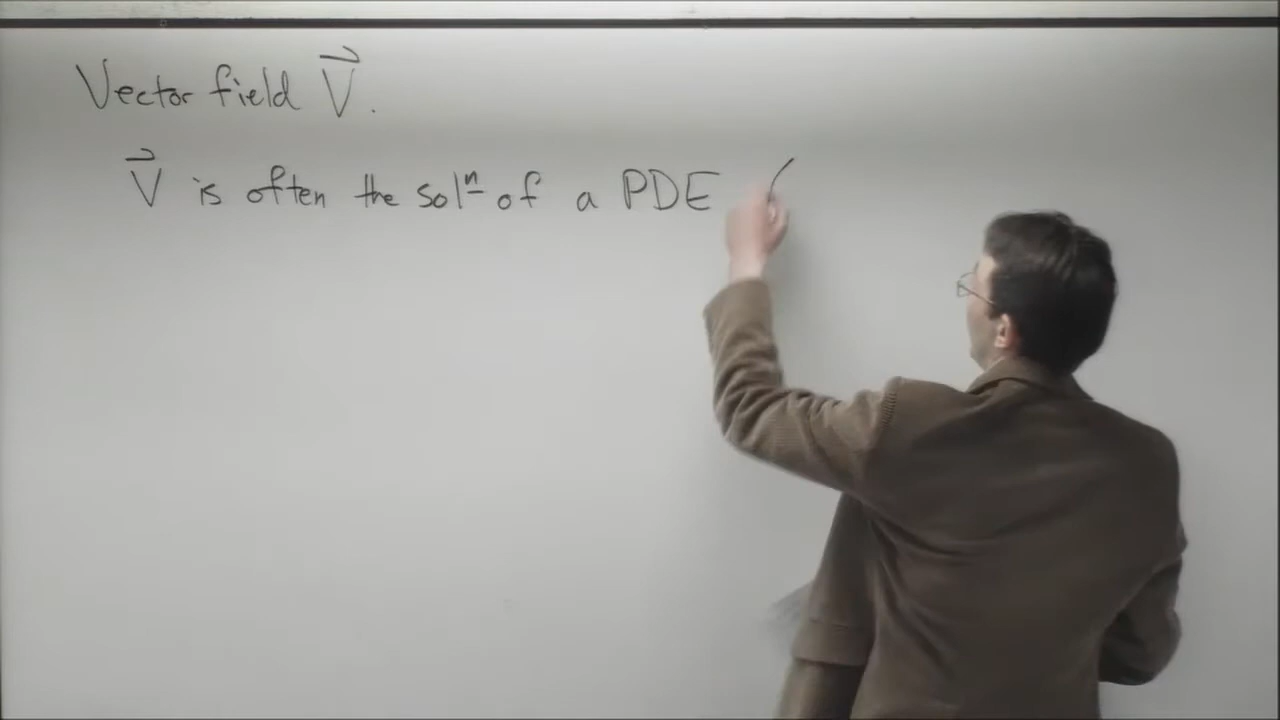 Vector field V⃗.
V⃗ is often the solⁿ of a PDE (